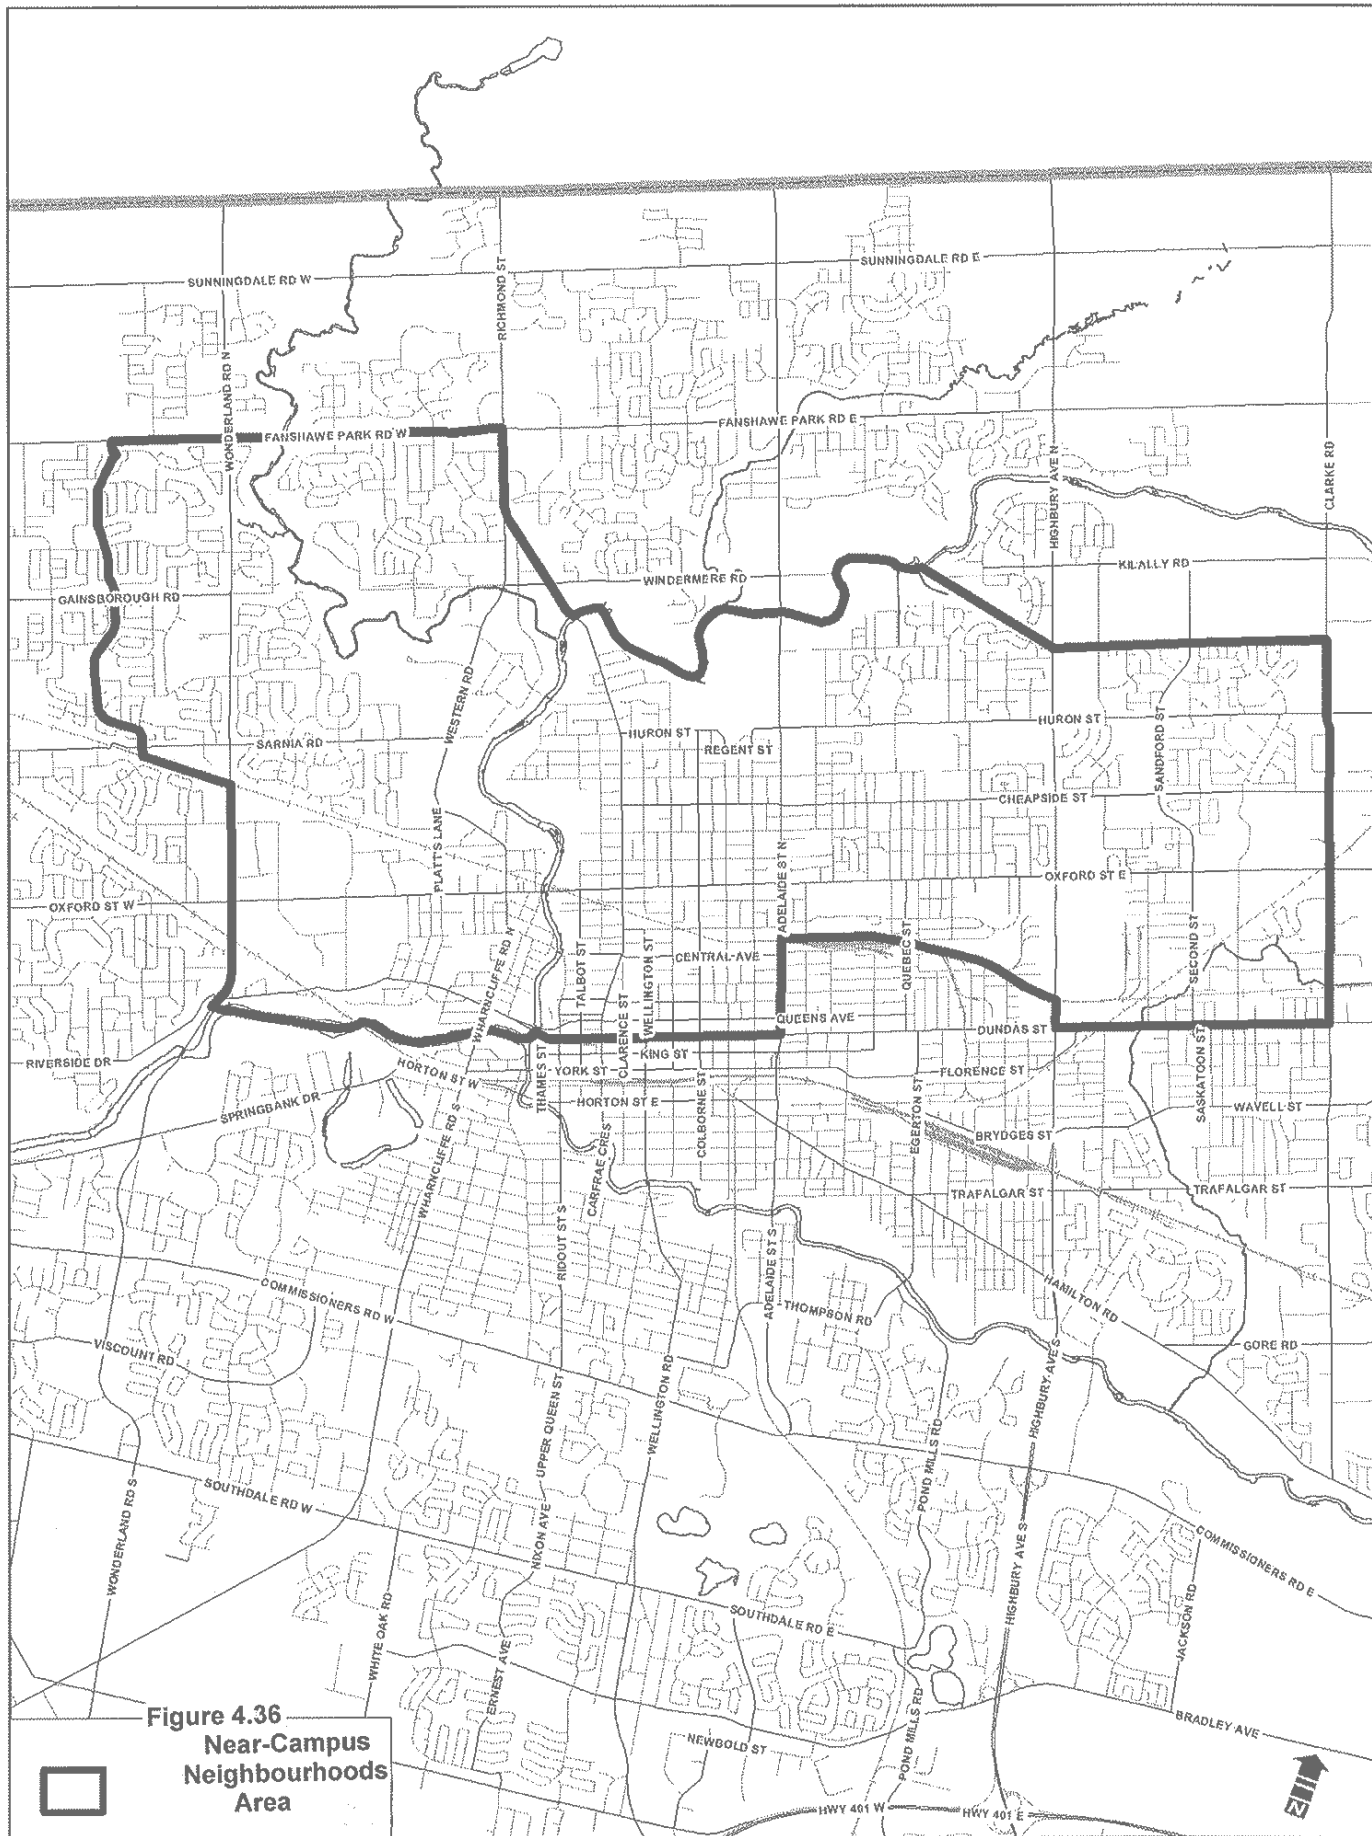 SUNNINGDALE RD W
SUNNINGDALE RD E
RICHMOND ST
WONDERLAND RD N
FANSHAWE PARK RD W
FANSHAWE PARK RD E
HIGHBURY AVE N
CLARKE RD
GAINSBOROUGH RD
WINDERMERE RD
KILALLY RD
WESTERN RD
SARNIA RD
HURON ST
REGENT ST
HURON ST
SANDFORD ST
CHEAPSIDE ST
PLATT'S LANE
ADELAIDE ST N
OXFORD ST E
OXFORD ST W
WHARNCLIFFE RD N
TALBOT ST
CLARENCE ST
WELLINGTON ST
CENTRAL AVE
QUEBEC ST
SECOND ST
QUEENS AVE
DUNDAS ST
RIVERSIDE DR
KING ST
HORTON ST W
THAMES ST
YORK ST
FLORENCE ST
SPRINGBANK DR
HORTON ST E
COLBORNE ST
EGERTON ST
SASKATOON ST
WAVELL ST
BRYDGES ST
WHARNCLIFFE RD S
CARFRAE CRES
TRAFALGAR ST
TRAFALGAR ST
RIDOUT ST S
ADELAIDE ST S
COMMISSIONERS RD W
THOMPSON RD
HAMILTON RD
VISCOUNT RD
GORE RD
HIGHBURY AVE S
WELLINGTON RD
UPPER QUEEN ST
POND MILLS RD
SOUTHDALE RD W
WONDERLAND RD S
NIXON AVE
HIGHBURY AVE S
COMMISSIONERS RD E
WHITE OAK RD
SOUTHDALE RD E
JACKSON RD
ERNEST AVE
POND MILLS RD
BRADLEY AVE
NEWBOLD ST
HWY 401 W
HWY 401 E
Figure 4.36
Near-Campus
Neighbourhoods
Area
N